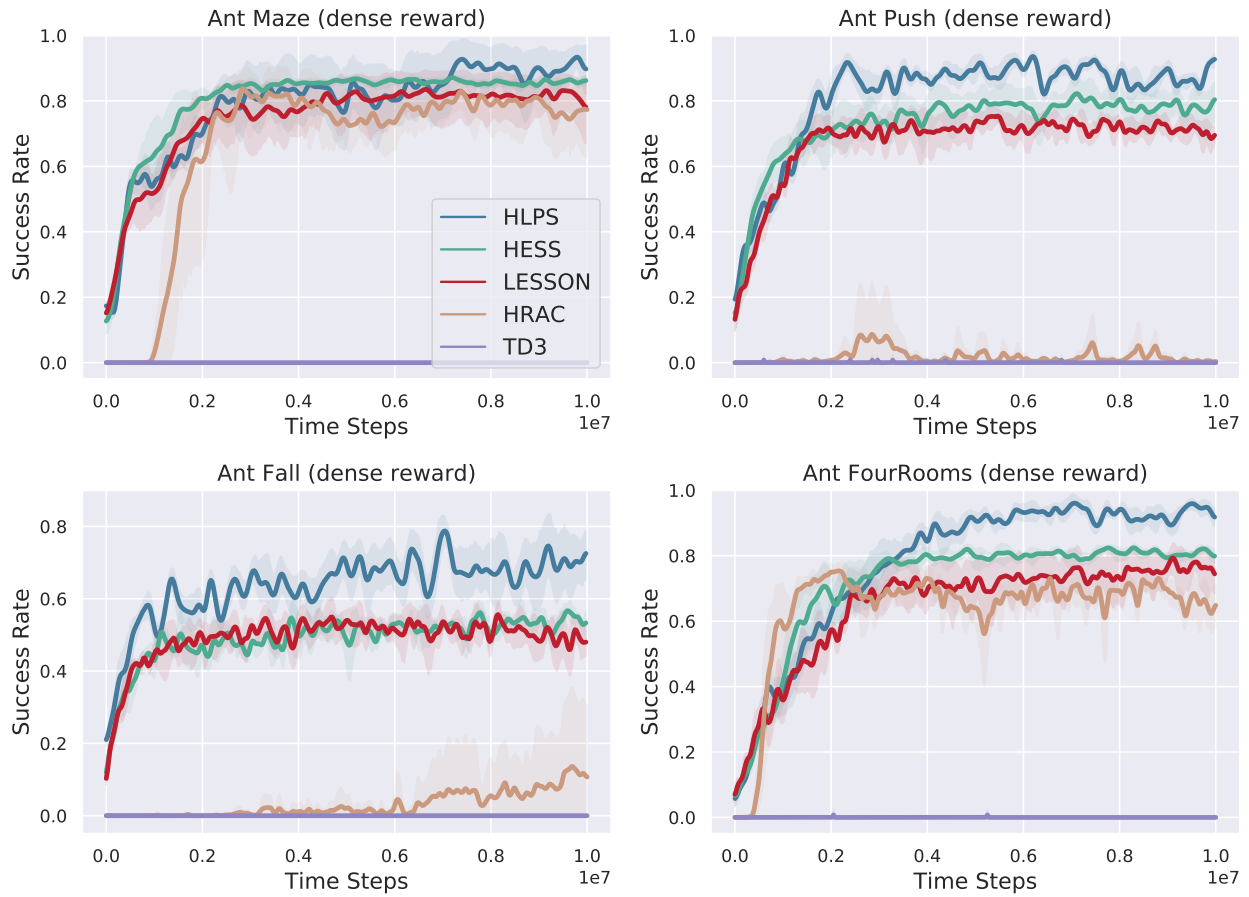 Ant Maze (dense reward)
Success Rate
1.0
0.8
0.6
0.4
0.2
0.0
HLPS
HESS
LESSON
HRAC
TD3
0.0 0.2 0.4 0.6 0.8 1.0
1e7
Time Steps
Ant Push (dense reward)
Success Rate
1.0
0.8
0.6
0.4
0.2
0.0
0.0 0.2 0.4 0.6 0.8 1.0
1e7
Time Steps
Ant Fall (dense reward)
Success Rate
0.8
0.6
0.4
0.2
0.0
0.0 0.2 0.4 0.6 0.8 1.0
1e7
Time Steps
Ant FourRooms (dense reward)
Success Rate
1.0
0.8
0.6
0.4
0.2
0.0
0.0 0.2 0.4 0.6 0.8 1.0
1e7
Time Steps